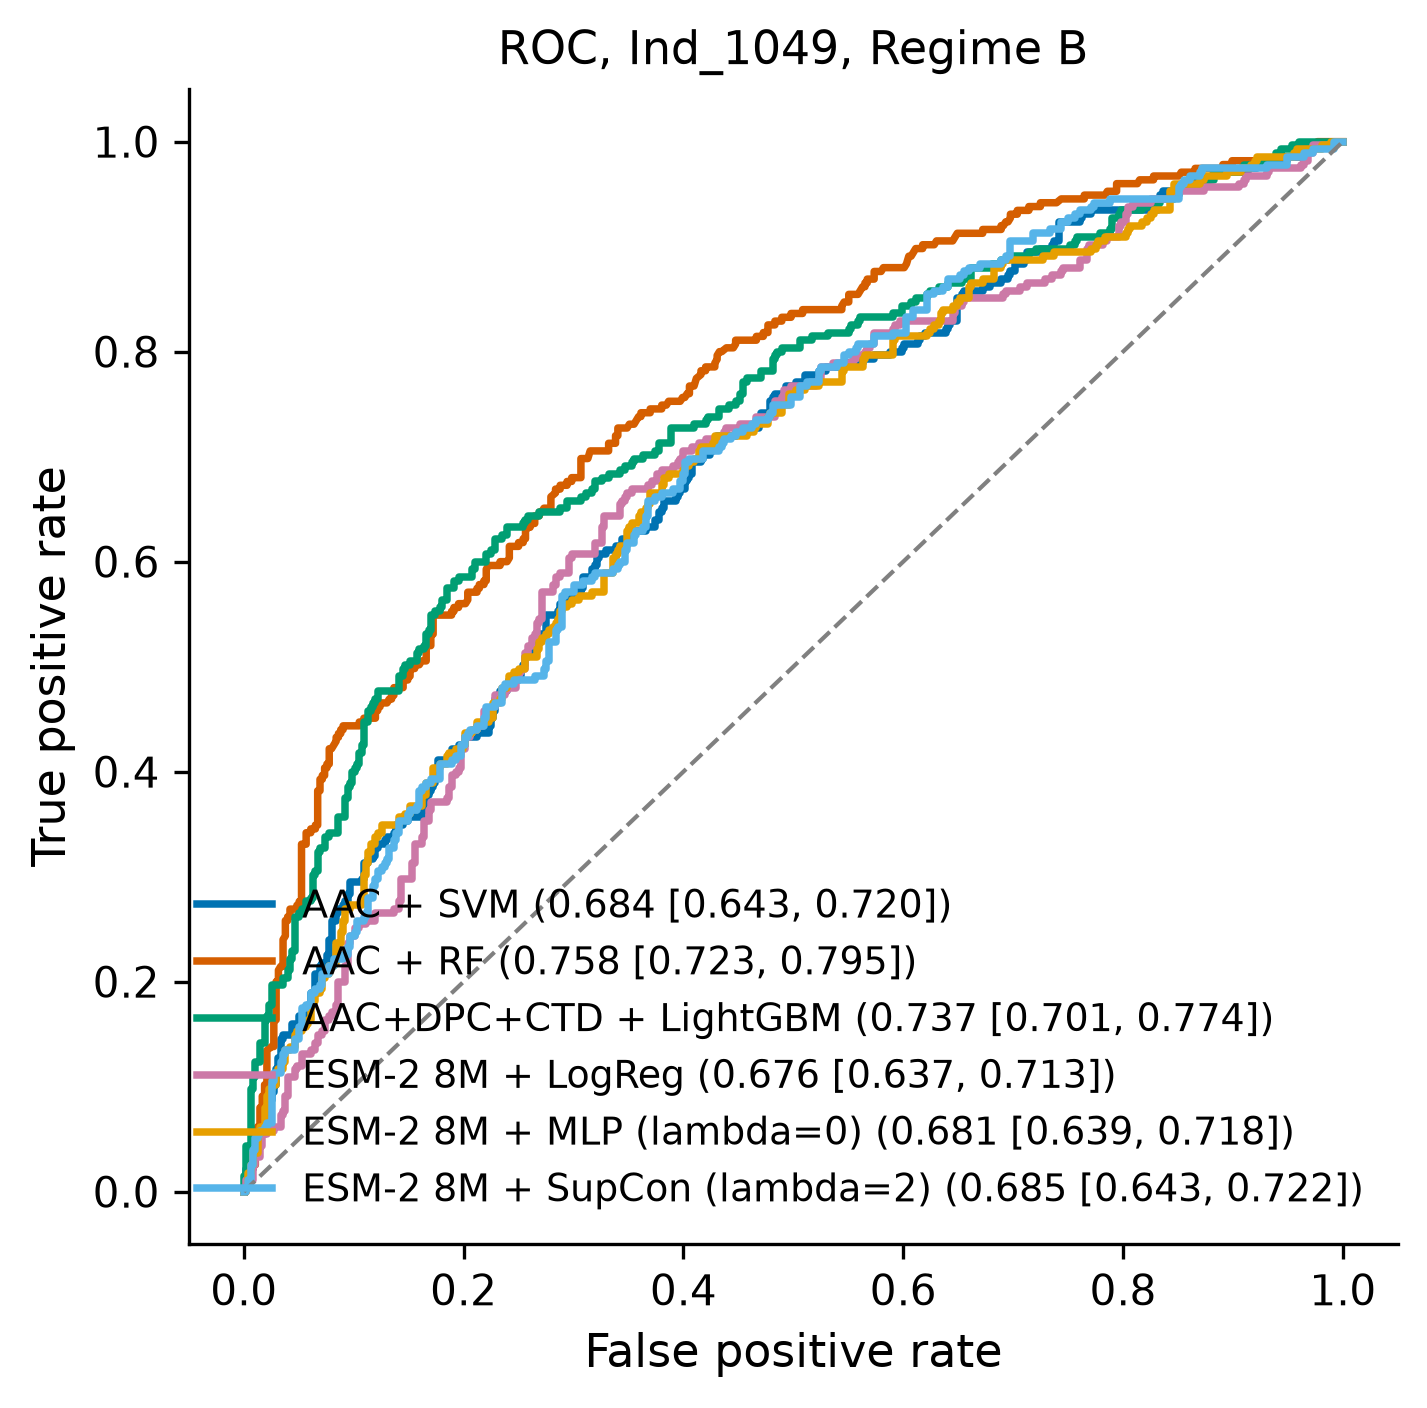 ROC, Ind_1049, Regime B
True positive rate
1.0
0.8
0.6
0.4
0.2
0.0
AAC + SVM (0.684 [0.643, 0.720])
AAC + RF (0.758 [0.723, 0.795])
AAC+DPC+CTD + LightGBM (0.737 [0.701, 0.774])
ESM-2 8M + LogReg (0.676 [0.637, 0.713])
ESM-2 8M + MLP (lambda=0) (0.681 [0.639, 0.718])
ESM-2 8M + SupCon (lambda=2) (0.685 [0.643, 0.722])
0.0 0.2 0.4 0.6 0.8 1.0
False positive rate